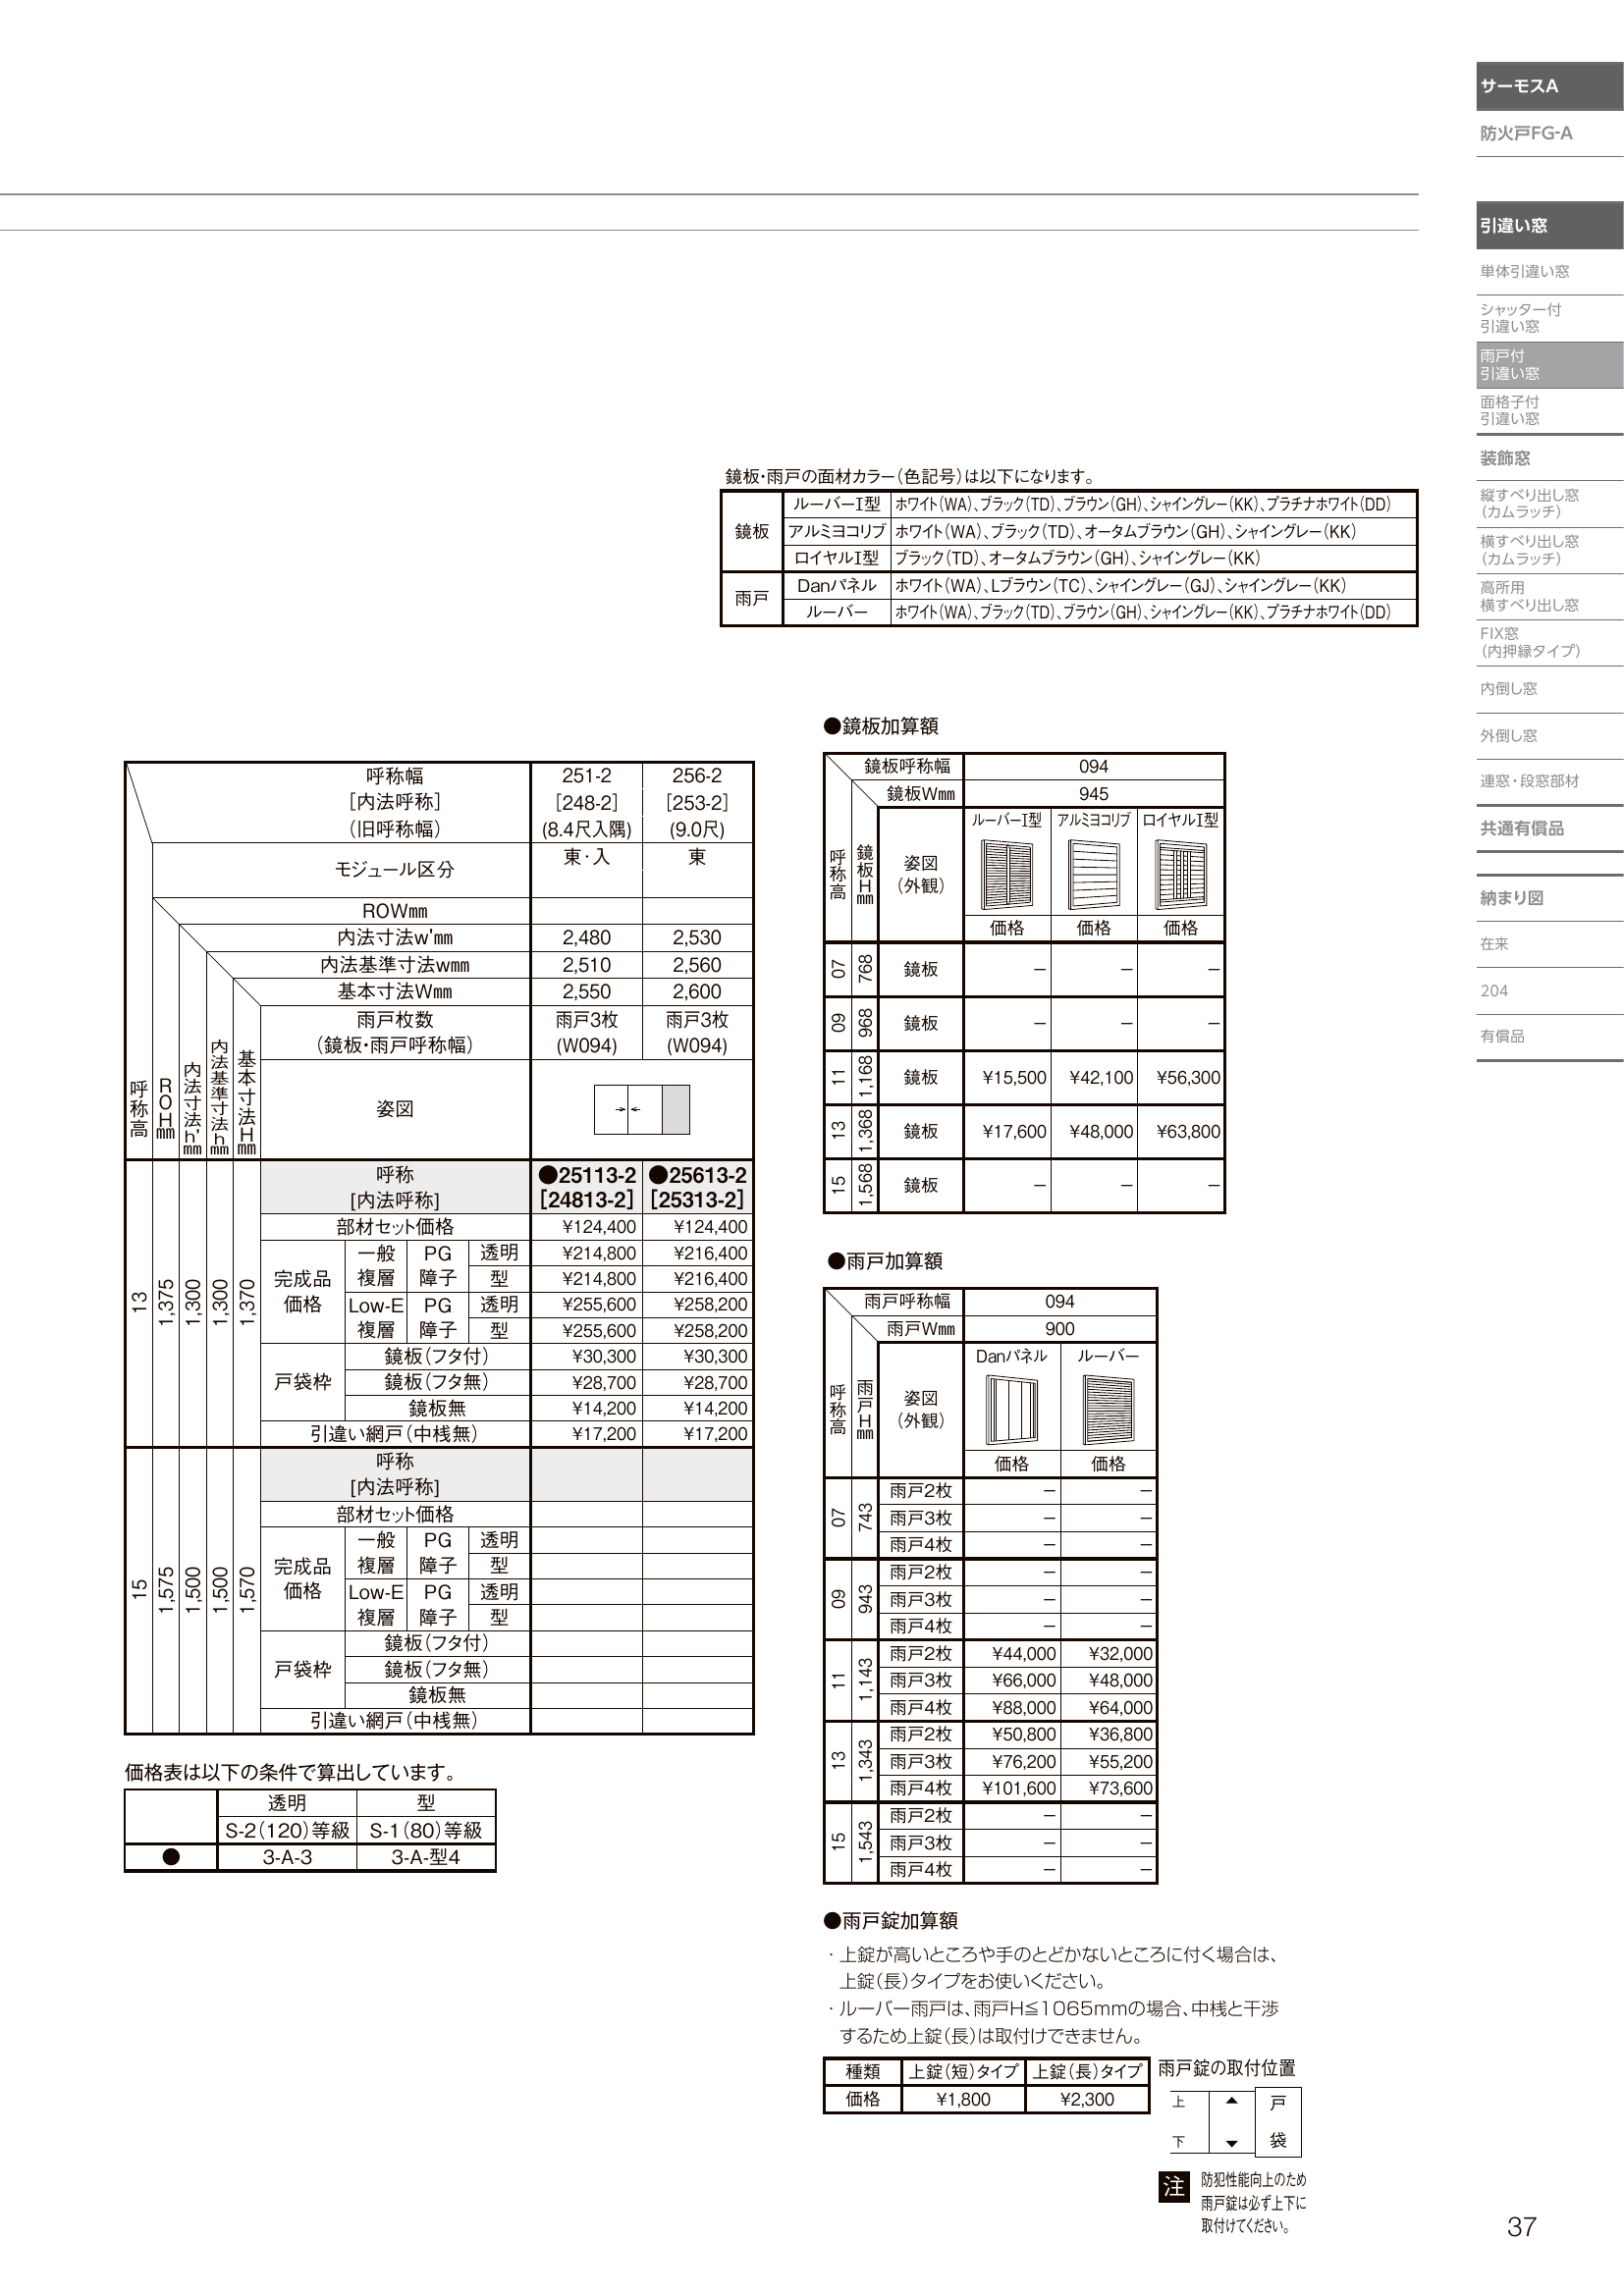 サーモスA
防火戸FG-A
引違い窓
単体引違い窓
シャッター付
引違い窓
雨戸付
引違い窓
面格子付
引違い窓
装飾窓
縦すべり出し窓
（カムラッチ）
横すべり出し窓
（カムラッチ）
高所用
横すべり出し窓
FIX窓
（内押縁タイプ）
内倒し窓
外倒し窓
連窓・段窓部材
共通有償品
納まり図
在来
204
有償品
鏡板・雨戸の面材カラー（色記号）は以下になります。
鏡板 ルーバーI型 ホワイト（WA）、ブラック（TD）、ブラウン（GH）、シャイングレー（KK）、プラチナホワイト（DD）
アルミヨコリブ ホワイト（WA）、ブラック（TD）、オータムブラウン（GH）、シャイングレー（KK）
ロイヤルI型 ブラック（TD）、オータムブラウン（GH）、シャイングレー（KK）
雨戸 Danパネル ホワイト（WA）、Lブラウン（TC）、シャイングレー（GJ）、シャイングレー（KK）
ルーバー ホワイト（WA）、ブラック（TD）、ブラウン（GH）、シャイングレー（KK）、プラチナホワイト（DD）
呼称幅 251-2 256-2
［内法呼称］ ［248-2］ ［253-2］
（旧呼称幅） (8.4尺入隅) (9.0尺)
モジュール区分 東・入 東
ROWmm
内法寸法w'mm 2,480 2,530
内法基準寸法wmm 2,510 2,560
基本寸法Wmm 2,550 2,600
雨戸枚数 雨戸3枚 雨戸3枚
（鏡板・雨戸呼称幅） (W094) (W094)
呼称高 ROHmm 内法寸法h'mm 内法基準寸法hmm 基本寸法Hmm 姿図
13 1,375 1,300 1,300 1,370
呼称 ●25113-2 ●25613-2
[内法呼称] [24813-2] [25313-2]
部材セット価格 ¥124,400 ¥124,400
完成品価格 一般複層 PG障子 透明 ¥214,800 ¥216,400
型 ¥214,800 ¥216,400
Low-E複層 PG障子 透明 ¥255,600 ¥258,200
型 ¥255,600 ¥258,200
戸袋枠 鏡板（フタ付） ¥30,300 ¥30,300
鏡板（フタ無） ¥28,700 ¥28,700
鏡板無 ¥14,200 ¥14,200
引違い網戸（中桟無） ¥17,200 ¥17,200
15 1,575 1,500 1,500 1,570
呼称
[内法呼称]
部材セット価格
完成品価格 一般複層 PG障子 透明
型
Low-E複層 PG障子 透明
型
戸袋枠 鏡板（フタ付）
鏡板（フタ無）
鏡板無
引違い網戸（中桟無）
価格表は以下の条件で算出しています。
透明 型
S-2（120）等級 S-1（80）等級
● 3-A-3 3-A-型4
●鏡板加算額
鏡板呼称幅 094
鏡板Wmm 945
呼称高 鏡板Hmm 姿図（外観） ルーバーI型 アルミヨコリブ ロイヤルI型
価格 価格 価格
07 768 鏡板 － － －
09 968 鏡板 － － －
11 1,168 鏡板 ¥15,500 ¥42,100 ¥56,300
13 1,368 鏡板 ¥17,600 ¥48,000 ¥63,800
15 1,568 鏡板 － － －
●雨戸加算額
雨戸呼称幅 094
雨戸Wmm 900
呼称高 雨戸Hmm 姿図（外観） Danパネル ルーバー
価格 価格
07 743 雨戸2枚 － －
雨戸3枚 － －
雨戸4枚 － －
09 943 雨戸2枚 － －
雨戸3枚 － －
雨戸4枚 － －
11 1,143 雨戸2枚 ¥44,000 ¥32,000
雨戸3枚 ¥66,000 ¥48,000
雨戸4枚 ¥88,000 ¥64,000
13 1,343 雨戸2枚 ¥50,800 ¥36,800
雨戸3枚 ¥76,200 ¥55,200
雨戸4枚 ¥101,600 ¥73,600
15 1,543 雨戸2枚 － －
雨戸3枚 － －
雨戸4枚 － －
●雨戸錠加算額
・上錠が高いところや手のとどかないところに付く場合は、
上錠（長）タイプをお使いください。
・ルーバー雨戸は、雨戸H≦1065mmの場合、中桟と干渉
するため上錠（長）は取付けできません。
種類 上錠（短）タイプ 上錠（長）タイプ
価格 ¥1,800 ¥2,300
雨戸錠の取付位置
上 戸
下 袋
注 防犯性能向上のため
雨戸錠は必ず上下に
取付けてください。
37